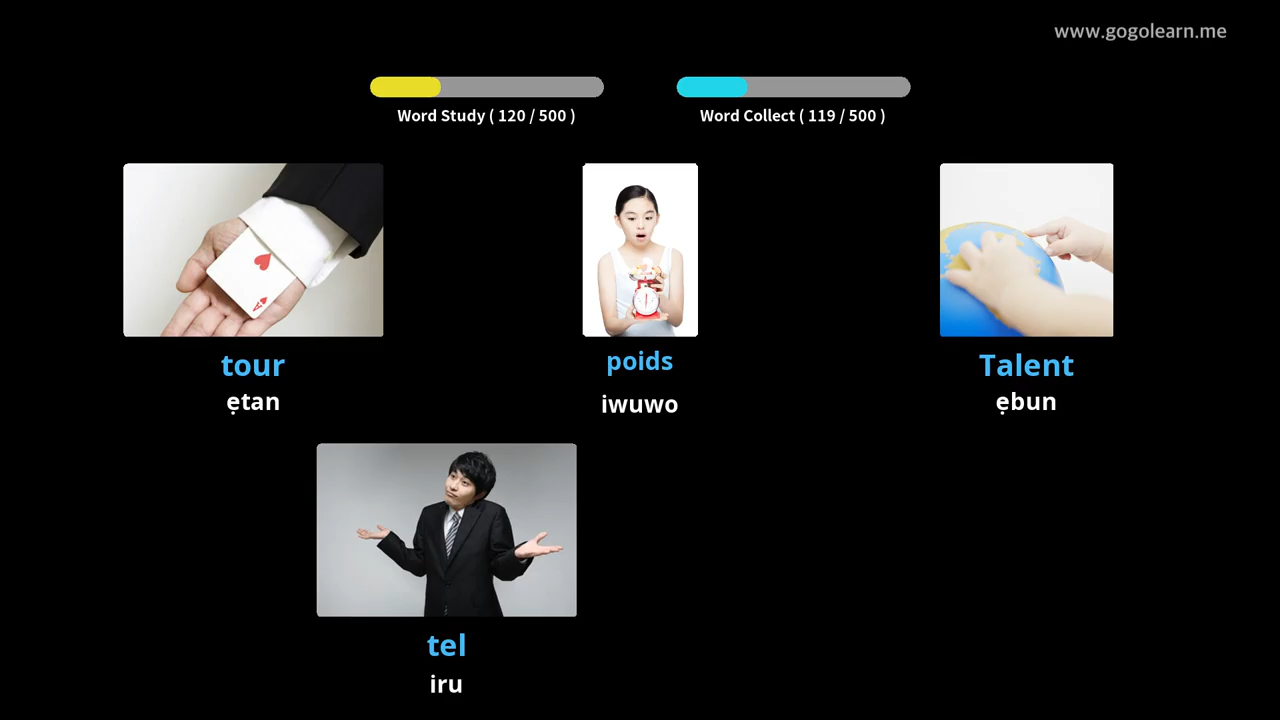 www.gogolearn.me
Word Study ( 120 / 500 )
Word Collect ( 119 / 500 )
tour
ẹtan
poids
iwuwo
Talent
ẹbun
tel
iru